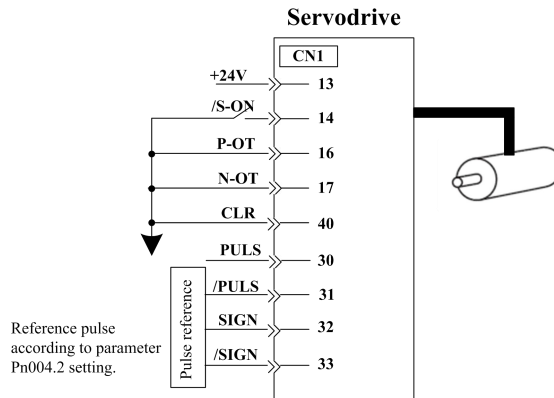 Servodrive
CN1
+24V 13
/S-ON 14
P-OT 16
N-OT 17
CLR 40
PULS 30
/PULS 31
SIGN 32
/SIGN 33
Pulse reference
Reference pulse
according to parameter
Pn004.2 setting.